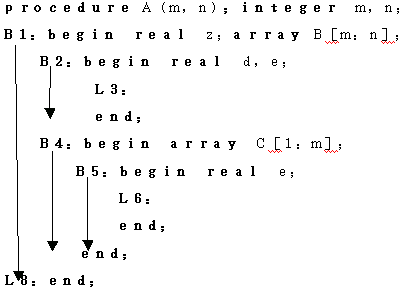 procedure A(m, n); integer m, n;
B1: begin real z; array B[m: n];
B2: begin real d, e;
L3:
end;
B4: begin array C[1: m];
B5: begin real e;
L6:
end;
end;
L8: end;